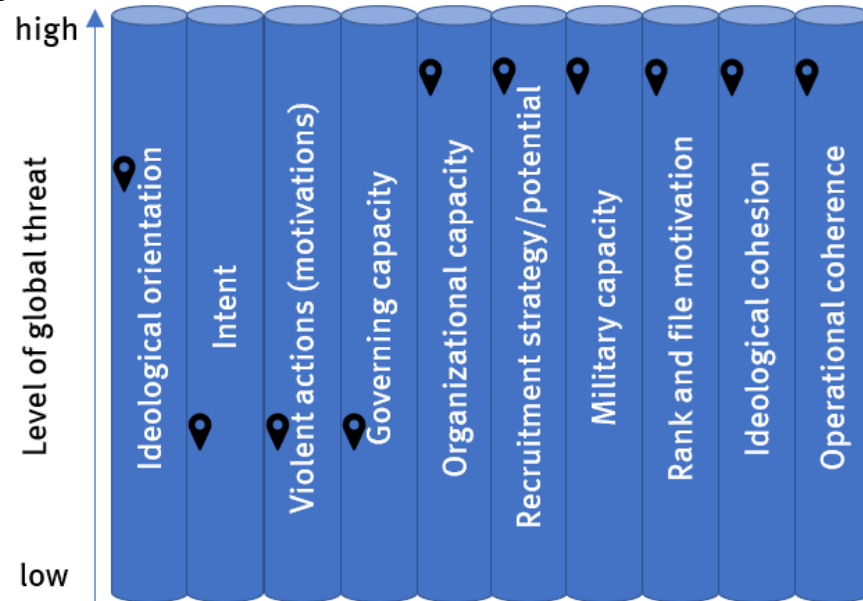 high
Level of global threat
low
Ideological orientation
Intent
Violent actions (motivations)
Governing capacity
Organizational capacity
Recruitment strategy/potential
Military capacity
Rank and file motivation
Ideological cohesion
Operational coherence